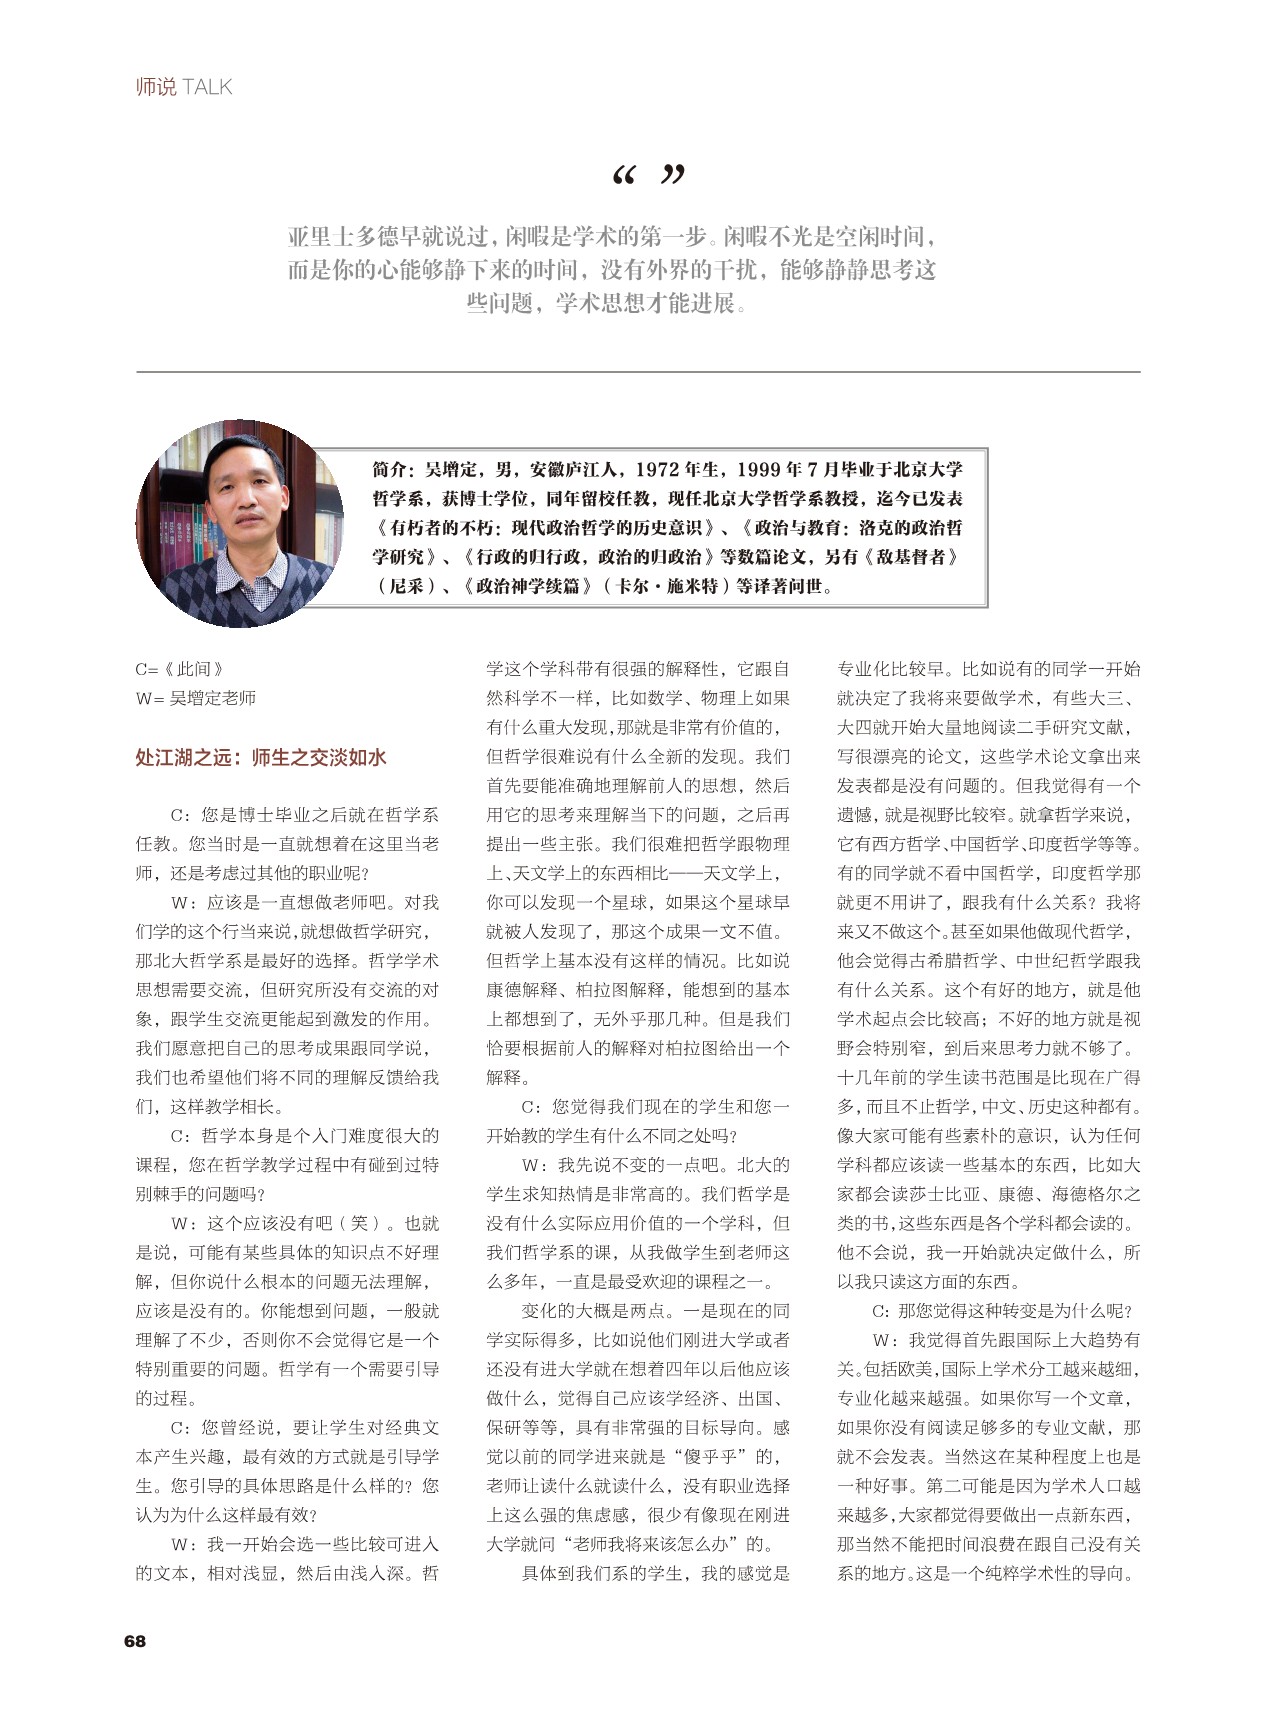 师说 TALK
“ ”
亚里士多德早就说过，闲暇是学术的第一步。闲暇不光是空闲时间，
而是你的心能够静下来的时间，没有外界的干扰，能够静静思考这
些问题，学术思想才能进展。
简介：吴增定，男，安徽庐江人，1972 年生，1999 年 7 月毕业于北京大学
哲学系，获博士学位，同年留校任教，现任北京大学哲学系教授，迄今已发表
《有朽者的不朽：现代政治哲学的历史意识》、《政治与教育：洛克的政治哲
学研究》、《行政的归行政，政治的归政治》等数篇论文，另有《敌基督者》
（尼采）、《政治神学续篇》（卡尔·施米特）等译著问世。
C=《此间》
W= 吴增定老师
处江湖之远：师生之交淡如水
C：您是博士毕业之后就在哲学系
任教。您当时是一直就想着在这里当老
师，还是考虑过其他的职业呢？
W：应该是一直想做老师吧。对我
们学的这个行当来说，就想做哲学研究，
那北大哲学系是最好的选择。哲学学术
思想需要交流，但研究所没有交流的对
象，跟学生交流更能起到激发的作用。
我们愿意把自己的思考成果跟同学说，
我们也希望他们将不同的理解反馈给我
们，这样教学相长。
C：哲学本身是个入门难度很大的
课程，您在哲学教学过程中有碰到过特
别棘手的问题吗？
W：这个应该没有吧（笑）。也就
是说，可能有某些具体的知识点不好理
解，但你说什么根本的问题无法理解，
应该是没有的。你能想到问题，一般就
理解了不少，否则你不会觉得它是一个
特别重要的问题。哲学有一个需要引导
的过程。
C：您曾经说，要让学生对经典文
本产生兴趣，最有效的方式就是引导学
生。您引导的具体思路是什么样的？您
认为为什么这样最有效？
W：我一开始会选一些比较可进入
的文本，相对浅显，然后由浅入深。哲
学这个学科带有很强的解释性，它跟自
然科学不一样，比如数学、物理上如果
有什么重大发现，那就是非常有价值的，
但哲学很难说有什么全新的发现。我们
首先要能准确地理解前人的思想，然后
用它的思考来理解当下的问题，之后再
提出一些主张。我们很难把哲学跟物理
上、天文学上的东西相比——天文学上，
你可以发现一个星球，如果这个星球早
就被人发现了，那这个成果一文不值。
但哲学上基本没有这样的情况。比如说
康德解释、柏拉图解释，能想到的基本
上都想到了，无外乎那几种。但是我们
恰要根据前人的解释对柏拉图给出一个
解释。
C：您觉得我们现在的学生和您一
开始教的学生有什么不同之处吗？
W：我先说不变的一点吧。北大的
学生求知热情是非常高的。我们哲学是
没有什么实际应用价值的一个学科，但
我们哲学系的课，从我做学生到老师这
么多年，一直是最受欢迎的课程之一。
变化的大概是两点。一是现在的同
学实际得多，比如说他们刚进大学或者
还没有进大学就在想着四年以后他应该
做什么，觉得自己应该学经济、出国、
保研等等，具有非常强的目标导向。感
觉以前的同学进来就是“傻乎乎”的，
老师让读什么就读什么，没有职业选择
上这么强的焦虑感，很少有像现在刚进
大学就问“老师我将来该怎么办”的。
具体到我们系的学生，我的感觉是
专业化比较早。比如说有的同学一开始
就决定了我将来要做学术，有些大三、
大四就开始大量地阅读二手研究文献，
写很漂亮的论文，这些学术论文拿出来
发表都是没有问题的。但我觉得有一个
遗憾，就是视野比较窄。就拿哲学来说，
它有西方哲学、中国哲学、印度哲学等等。
有的同学就不看中国哲学，印度哲学那
就更不用讲了，跟我有什么关系？我将
来又不做这个。甚至如果他做现代哲学，
他会觉得古希腊哲学、中世纪哲学跟我
有什么关系。这个有好的地方，就是他
学术起点会比较高；不好的地方就是视
野会特别窄，到后来思考力就不够了。
十几年前的学生读书范围是比现在广得
多，而且不止哲学，中文、历史这种都有。
像大家可能有些素朴的意识，认为任何
学科都应该读一些基本的东西，比如大
家都会读莎士比亚、康德、海德格尔之
类的书，这些东西是各个学科都会读的。
他不会说，我一开始就决定做什么，所
以我只读这方面的东西。
C：那您觉得这种转变是为什么呢？
W：我觉得首先跟国际上大趋势有
关。包括欧美，国际上学术分工越来越细，
专业化越来越强。如果你写一个文章，
如果你没有阅读足够多的专业文献，那
就不会发表。当然这在某种程度上也是
一种好事。第二可能是因为学术人口越
来越多，大家都觉得要做出一点新东西，
那当然不能把时间浪费在跟自己没有关
系的地方。这是一个纯粹学术性的导向。
68